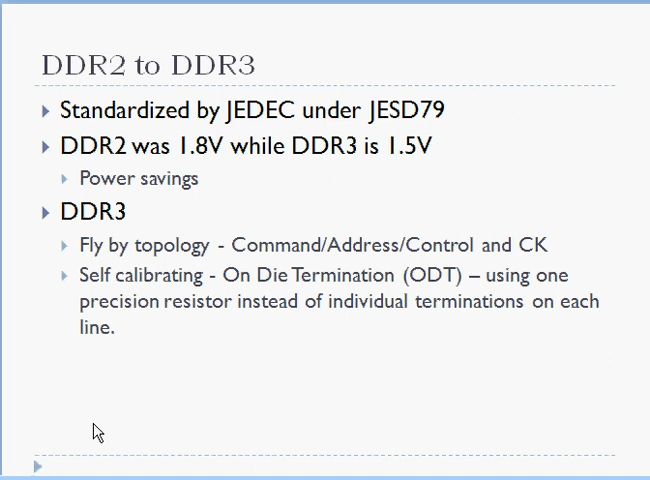 DDR2 to DDR3
Standardized by JEDEC under JESD79
DDR2 was 1.8V while DDR3 is 1.5V
Power savings
DDR3
Fly by topology - Command/Address/Control and CK
Self calibrating - On Die Termination (ODT) – using one
precision resistor instead of individual terminations on each
line.